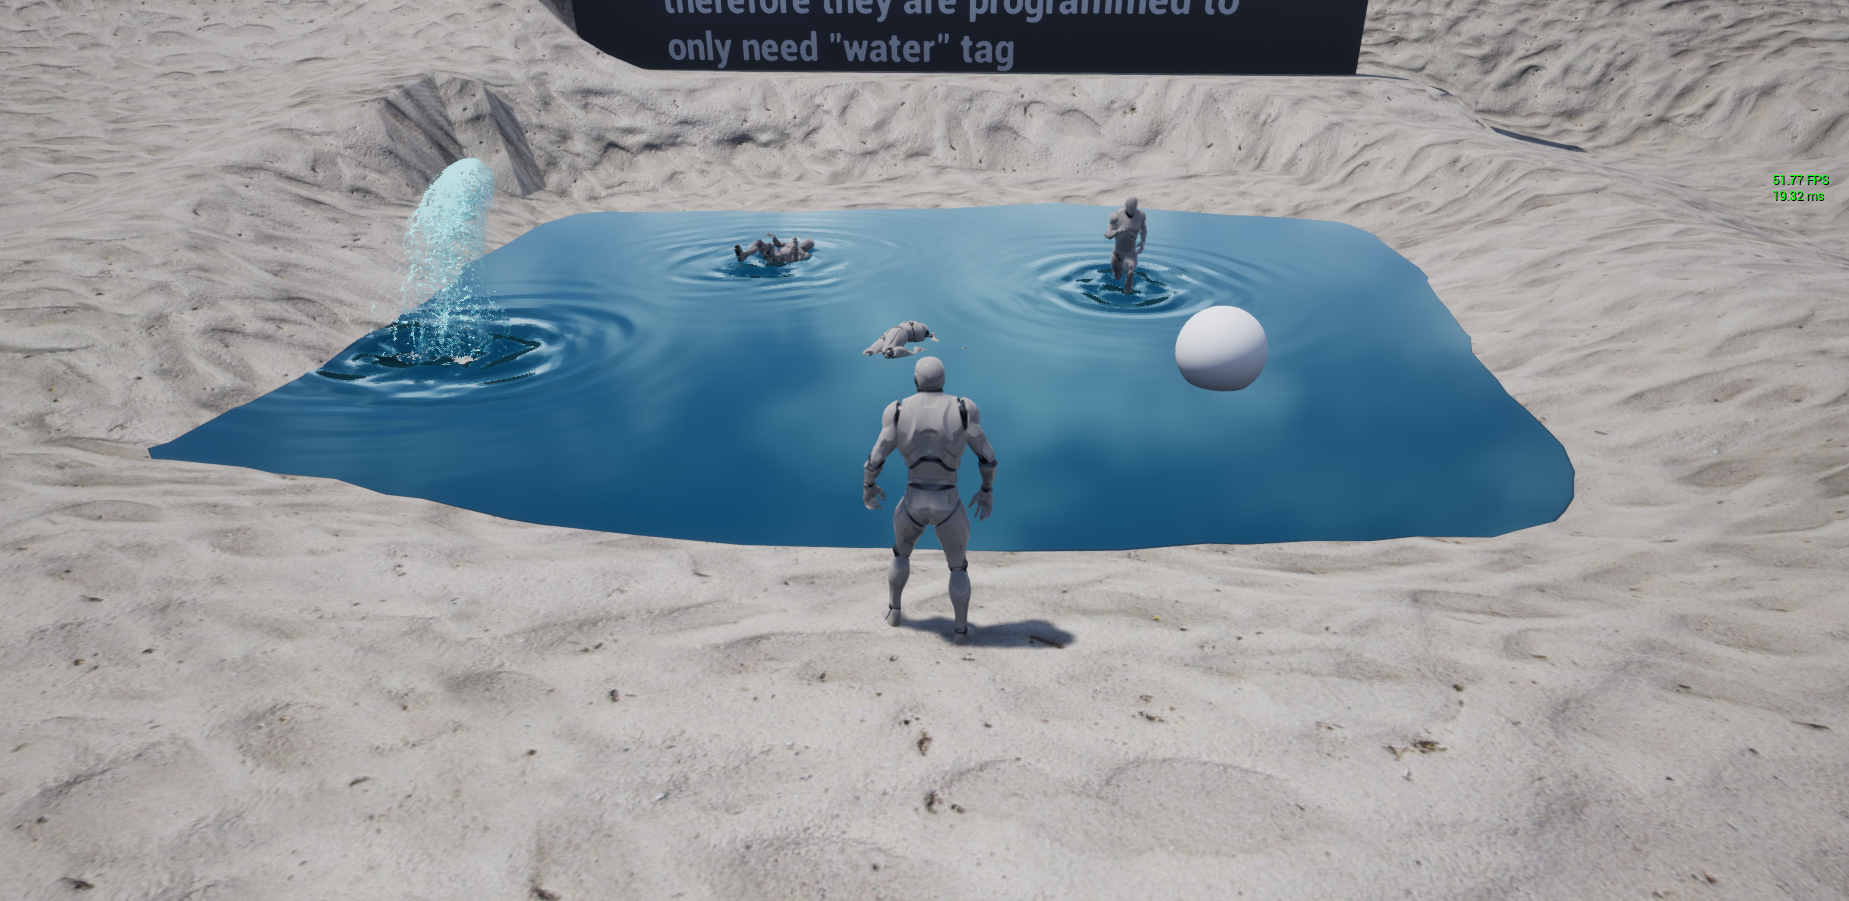 therefore they are programmed to
only need "water" tag
51.77 FPS
19.32 ms